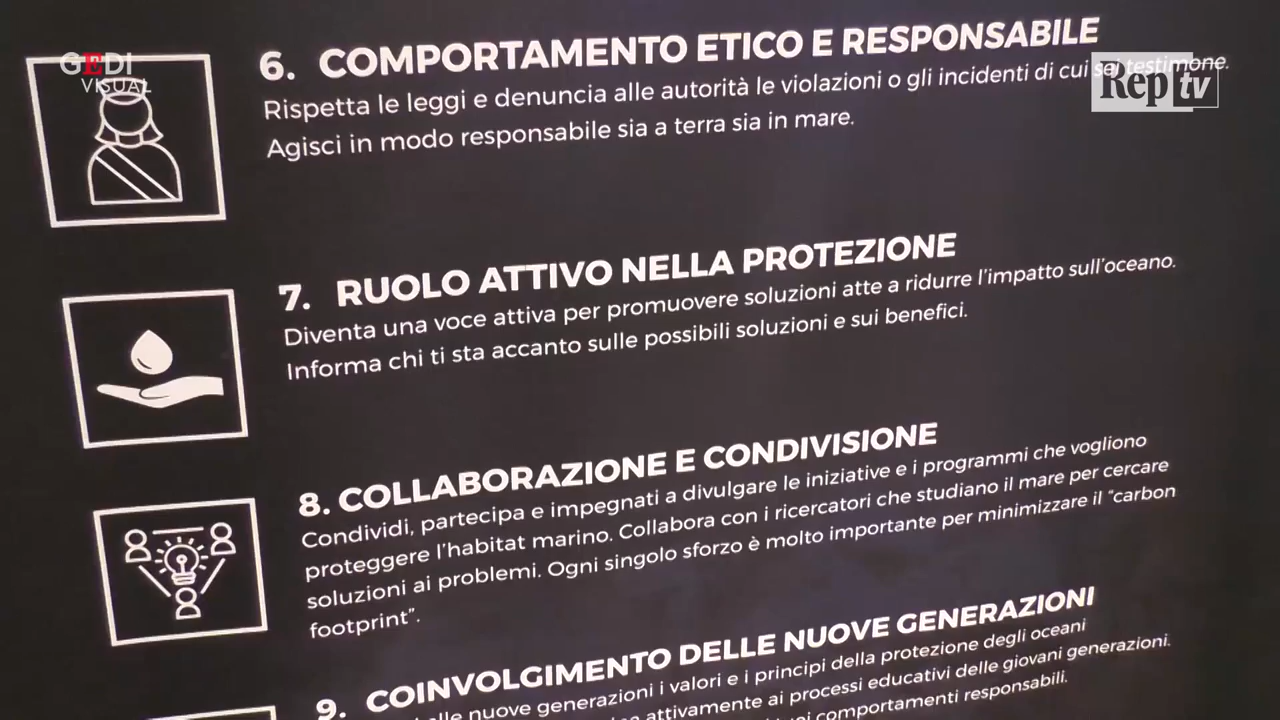 GEDI
VISUAL
Rep tv
6. COMPORTAMENTO ETICO E RESPONSABILE
Rispetta le leggi e denuncia alle autorità le violazioni o gli incidenti di cui sei testimone.
Agisci in modo responsabile sia a terra sia in mare.
7. RUOLO ATTIVO NELLA PROTEZIONE
Diventa una voce attiva per promuovere soluzioni atte a ridurre l'impatto sull'oceano.
Informa chi ti sta accanto sulle possibili soluzioni e sui benefici.
8. COLLABORAZIONE E CONDIVISIONE
Condividi, partecipa e impegnati a divulgare le iniziative e i programmi che vogliono
proteggere l'habitat marino. Collabora con i ricercatori che studiano il mare per cercare
soluzioni ai problemi. Ogni singolo sforzo è molto importante per minimizzare il "carbon
footprint".
9. COINVOLGIMENTO DELLE NUOVE GENERAZIONI
nuove generazioni i valori e i principi della protezione degli oceani
attivamente ai processi educativi delle giovani generazioni.
comportamenti responsabili.